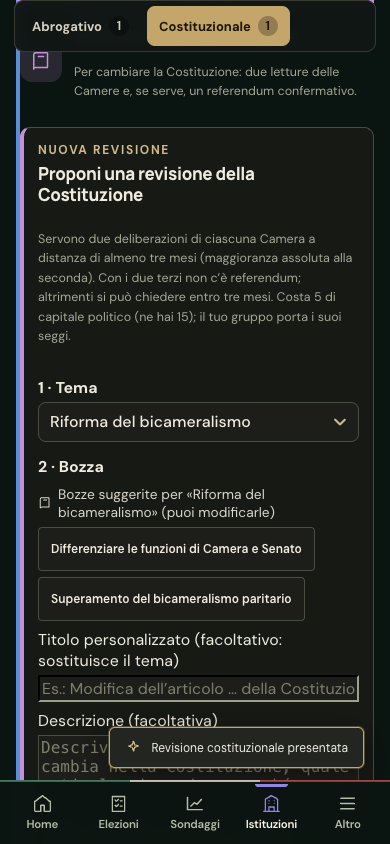 Abrogativo 1 Costituzionale 1
Per cambiare la Costituzione: due letture delle
Camere e, se serve, un referendum confermativo.
NUOVA REVISIONE
Proponi una revisione della
Costituzione
Servono due deliberazioni di ciascuna Camera a
distanza di almeno tre mesi (maggioranza assoluta alla
seconda). Con i due terzi non c'è referendum;
altrimenti si può chiedere entro tre mesi. Costa 5 di
capitale politico (ne hai 15); il tuo gruppo porta i suoi
seggi.
1 · Tema
Riforma del bicameralismo
2 · Bozza
Bozze suggerite per «Riforma del
bicameralismo» (puoi modificarle)
Differenziare le funzioni di Camera e Senato
Superamento del bicameralismo paritario
Titolo personalizzato (facoltativo:
sostituisce il tema)
Es.: Modifica dell'articolo … della Costituzio
Descrizione (facoltativa)
Descriv
Revisione costituzionale presentata
cambia nella Costituzione, quale
Home Elezioni Sondaggi Istituzioni Altro